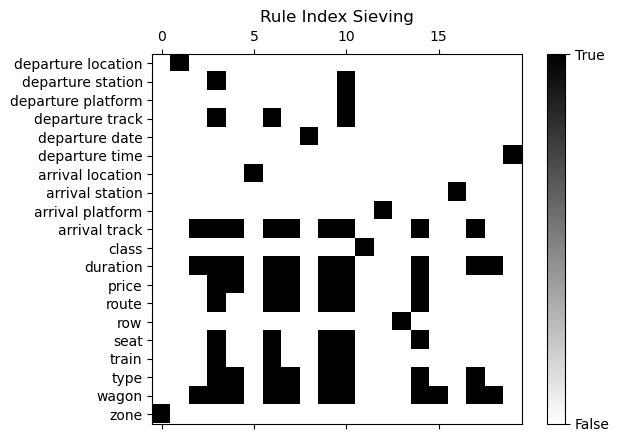 Rule Index Sieving
0 5 10 15
departure location
departure station
departure platform
departure track
departure date
departure time
arrival location
arrival station
arrival platform
arrival track
class
duration
price
route
row
seat
train
type
wagon
zone
True
False